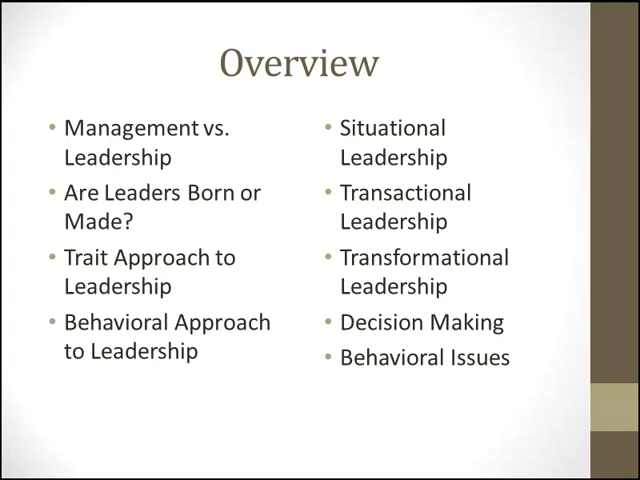 Overview
• Management vs.
Leadership
• Are Leaders Born or
Made?
• Trait Approach to
Leadership
• Behavioral Approach
to Leadership
• Situational
Leadership
• Transactional
Leadership
• Transformational
Leadership
• Decision Making
• Behavioral Issues